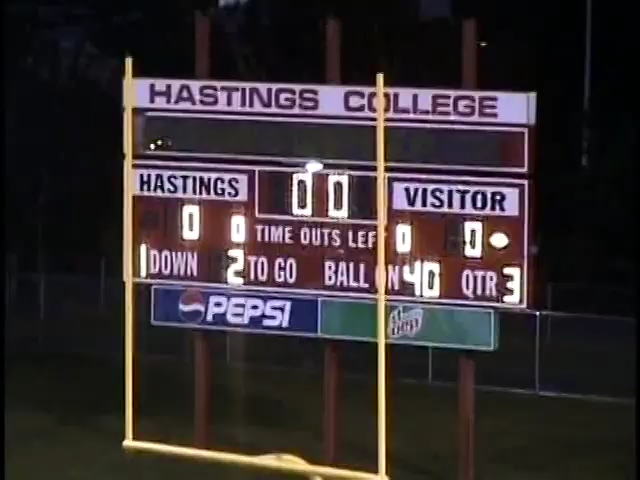 HASTINGS COLLEGE
00
HASTINGS VISITOR
0 0 TIME OUTS LEFT 0 0
1 DOWN 2 TO GO BALL ON 40 QTR 3
PEPSI